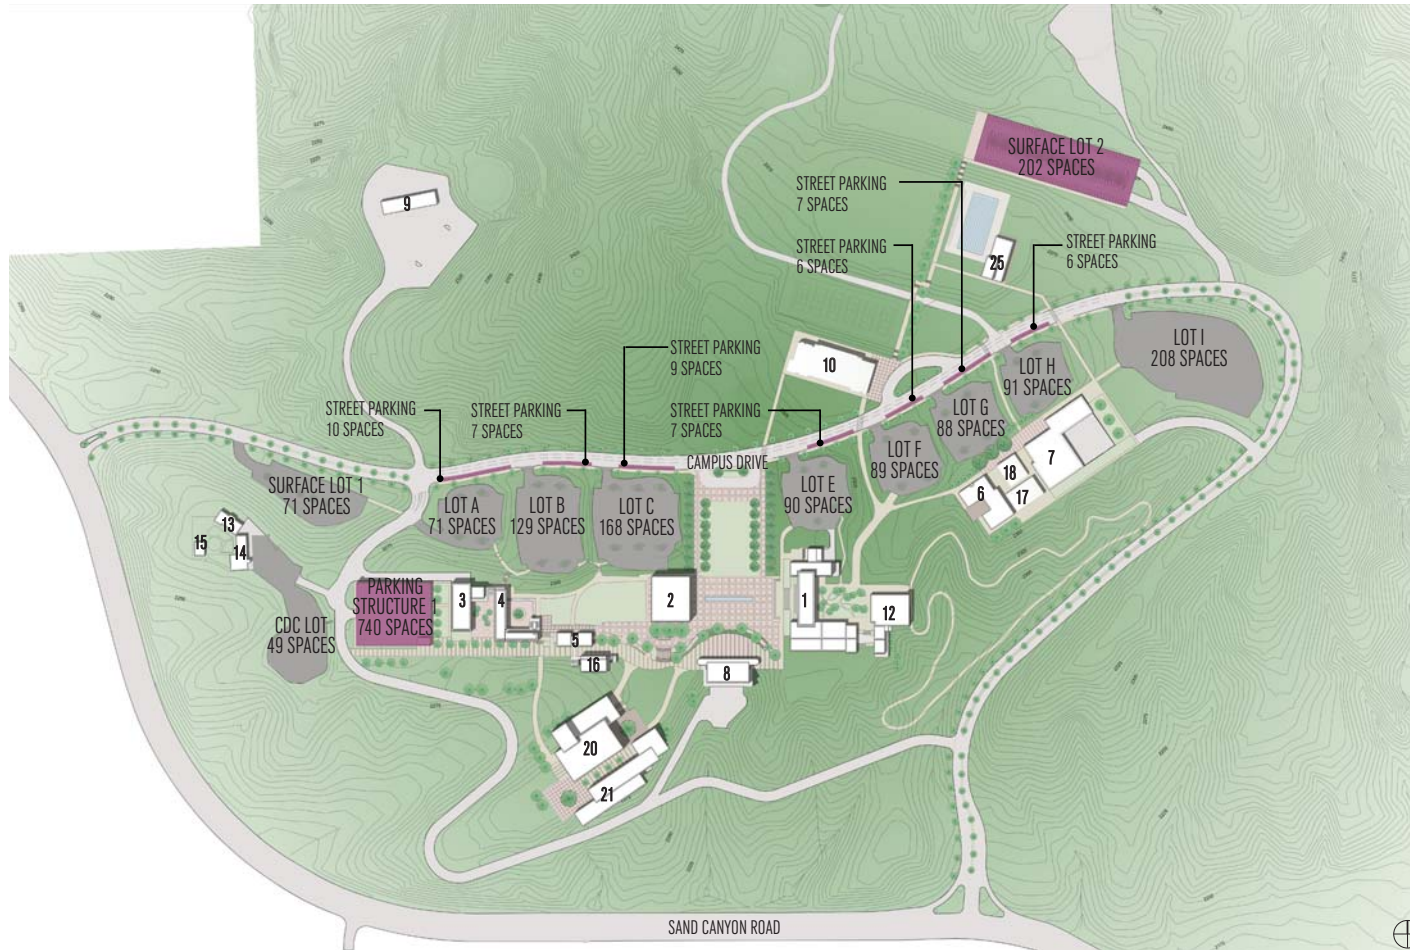 SURFACE LOT 2
202 SPACES
STREET PARKING
7 SPACES
STREET PARKING
6 SPACES
STREET PARKING
6 SPACES
9
25
10
STREET PARKING
9 SPACES
LOT I
208 SPACES
LOT H
91 SPACES
STREET PARKING
10 SPACES
STREET PARKING
7 SPACES
STREET PARKING
7 SPACES
LOT G
88 SPACES
CAMPUS DRIVE
LOT F
89 SPACES
7
18
6
17
SURFACE LOT 1
71 SPACES
LOT A
71 SPACES
LOT B
129 SPACES
LOT C
168 SPACES
LOT E
90 SPACES
13
15
14
PARKING
STRUCTURE 1
740 SPACES
3
4
2
1
12
CDC LOT
49 SPACES
5
16
8
20
21
SAND CANYON ROAD